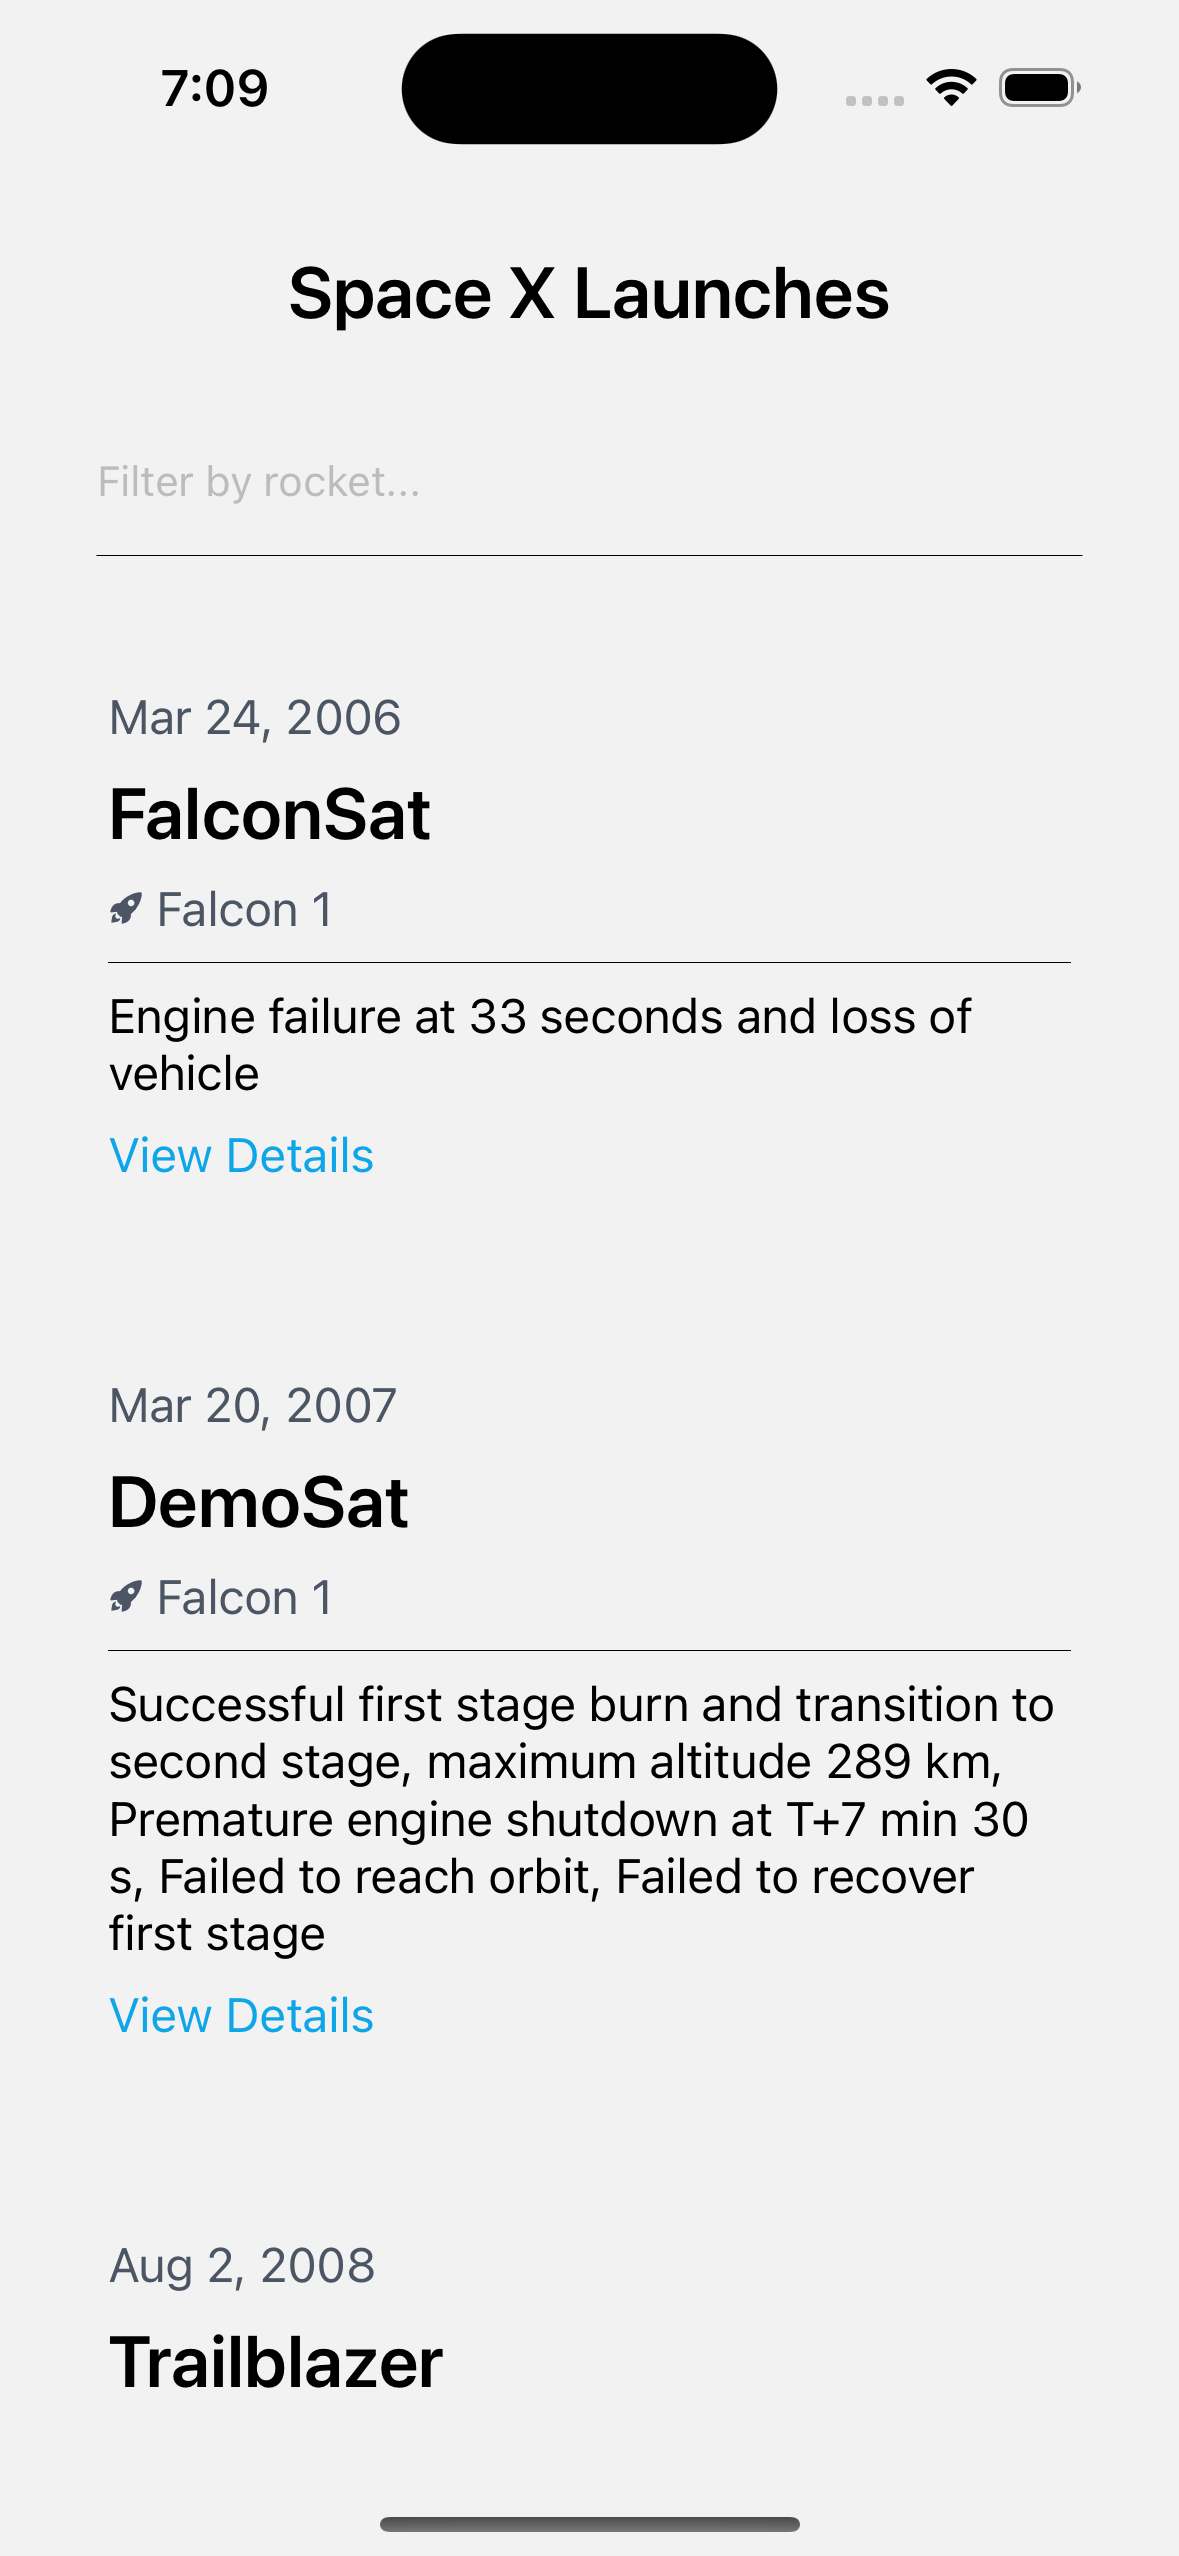 7:09
Space X Launches
Filter by rocket...
Mar 24, 2006
FalconSat
Falcon 1
Engine failure at 33 seconds and loss of
vehicle
View Details
Mar 20, 2007
DemoSat
Falcon 1
Successful first stage burn and transition to
second stage, maximum altitude 289 km,
Premature engine shutdown at T+7 min 30
s, Failed to reach orbit, Failed to recover
first stage
View Details
Aug 2, 2008
Trailblazer